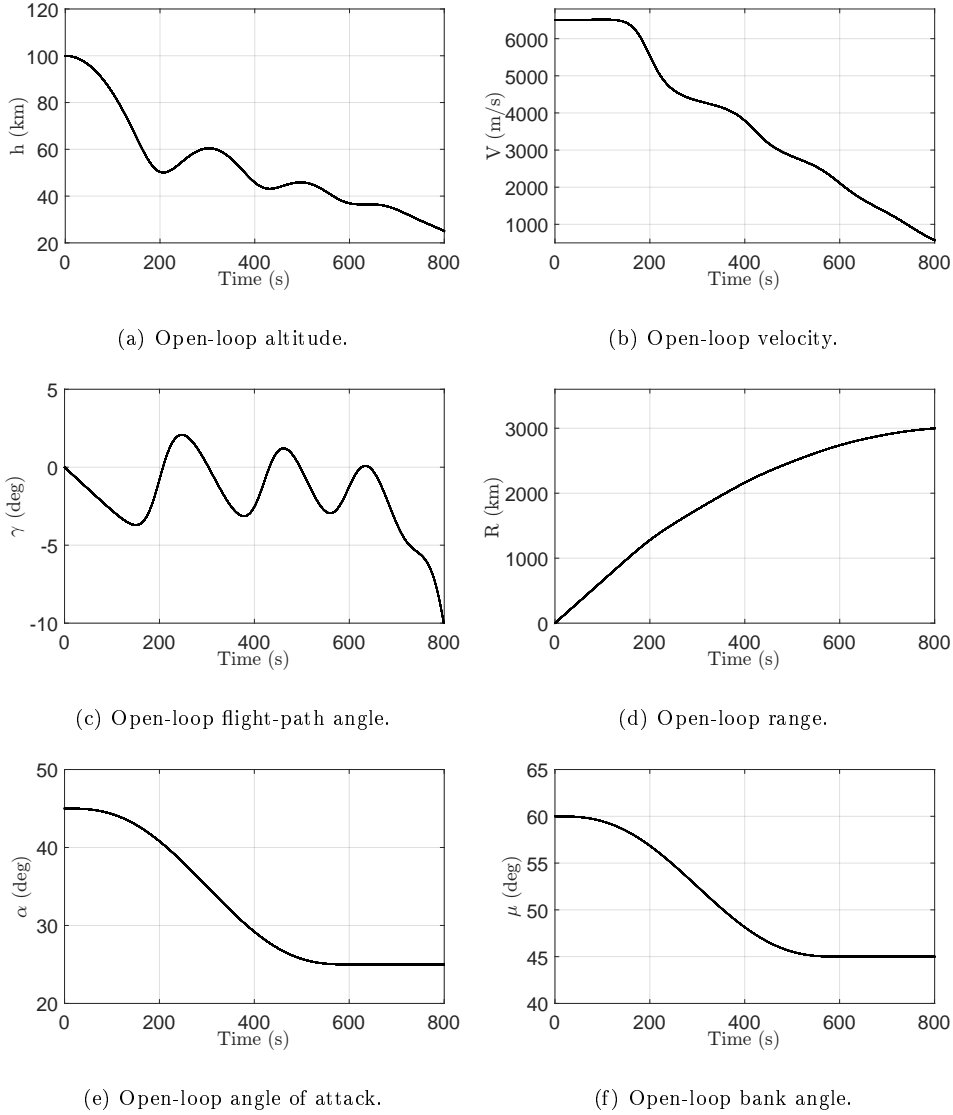 120
100
80
60
40
20
h (km)
0 200 400 600 800
Time (s)
(a) Open-loop altitude.
6000
5000
4000
3000
2000
1000
V (m/s)
0 200 400 600 800
Time (s)
(b) Open-loop velocity.
5
0
-5
-10
γ (deg)
0 200 400 600 800
Time (s)
(c) Open-loop flight-path angle.
3000
2000
1000
0
R (km)
0 200 400 600 800
Time (s)
(d) Open-loop range.
50
40
30
20
α (deg)
0 200 400 600 800
Time (s)
(e) Open-loop angle of attack.
65
60
55
50
45
40
μ (deg)
0 200 400 600 800
Time (s)
(f) Open-loop bank angle.